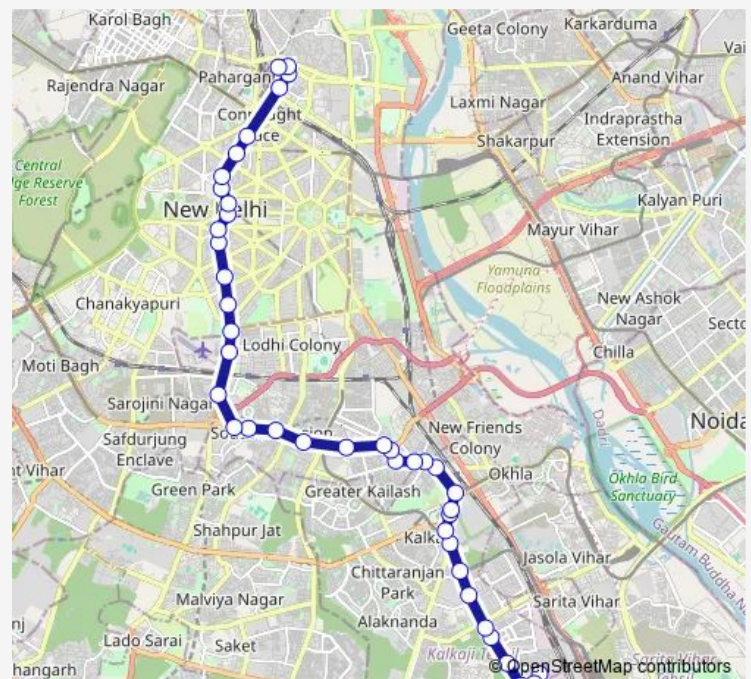 Karol Bagh
Geeta Colony
Karkarduma
Rajendra Nagar
Anand Vihar
Laxmi Nagar
Indraprastha
Extension
Shakarpur
Central
Forest
New
Kalyan Puri
Mayur Vihar
Yamuna
Floodplains
Chanakyapuri
New Ashok
Nagar
Lodhi Colony
Chilla
Moti Bagh
Sarojini Nagar
Dadri
Noida
New Friends
Colony
Safdurjung
Enclave
Okhla
Okhla Bird
Sanctuary
Green Park
Greater Kailash
Shahpur Jat
Jasola Vihar
Chittaranjan
Park
Malviya Nagar
Sarita Vihar
Alaknanda
Lado Sarai
Saket
© OpenStreetMap contributors